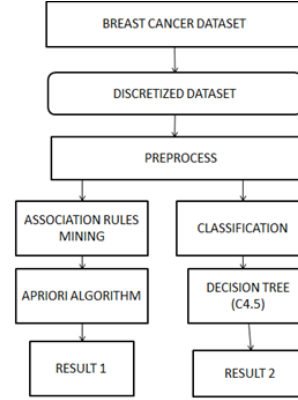 BREAST CANCER DATASET
DISCRETIZED DATASET
PREPROCESS
ASSOCIATION RULES
MINING
CLASSIFICATION
APRIORI ALGORITHM
DECISION TREE
(C4.5)
RESULT 1
RESULT 2